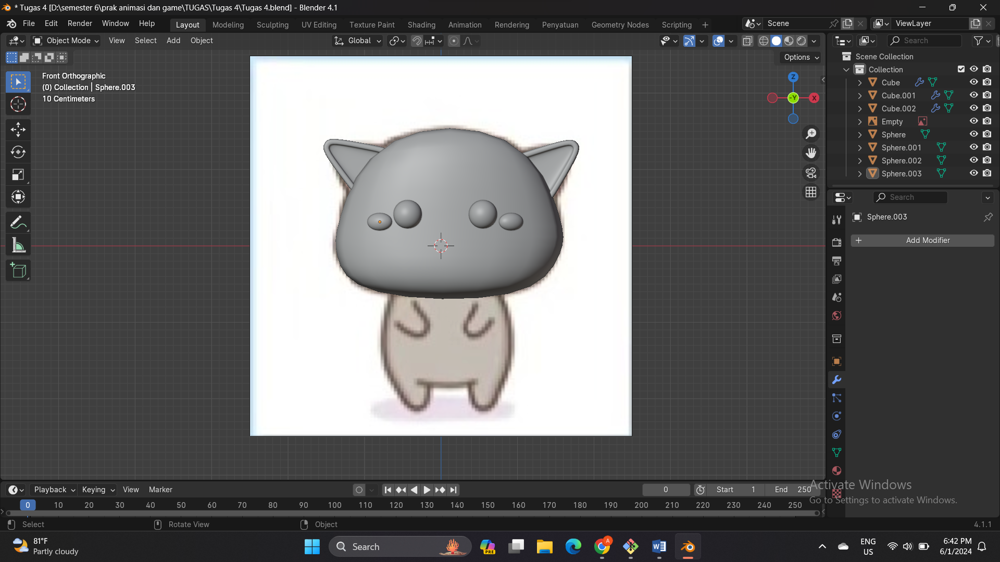 * Tugas 4 [D:\semester 6\prak animasi dan game\TUGAS\Tugas 4\Tugas 4.blend] - Blender 4.1
File Edit Render Window Help Layout Modeling Sculpting UV Editing Texture Paint Shading Animation Rendering Penyatuan Geometry Nodes Scripting + Scene ViewLayer
Object Mode View Select Add Object Global Search
Options
Front Orthographic
(0) Collection | Sphere.003
10 Centimeters
Z
-Y X
Scene Collection
Collection
Cube
Cube.001
Cube.002
Empty
Sphere
Sphere.001
Sphere.002
Sphere.003
Search
Sphere.003
+ Add Modifier
Playback Keying View Marker 0 Start 1 End 250
0 10 20 30 40 50 60 70 80 90 100 110 120 130 140 150 160 170 180 190 200 210 220 230 240 250
Activate Windows
Go to Settings to activate Windows.
Select Rotate View Object 4.1.1
81°F
Partly cloudy
Search
PRE
A
ENG
US
6:42 PM
6/1/2024